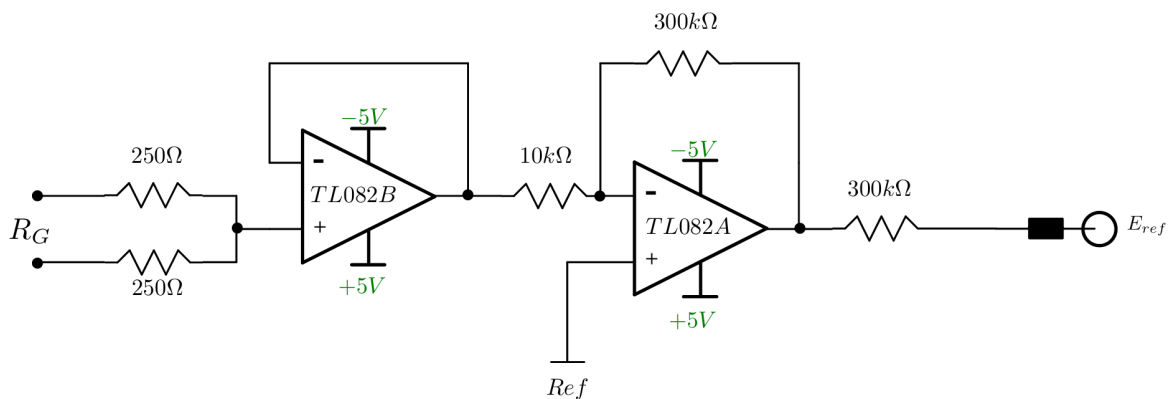 300kΩ
-5V
250Ω
10kΩ
-5V
-
TL082B
-
300kΩ
R_G
+
TL082A
E_ref
+
250Ω
+5V
+5V
Ref